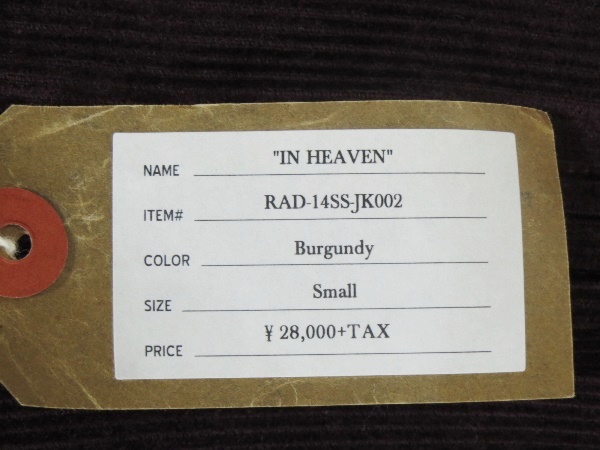 NAME "IN HEAVEN"
ITEM# RAD-14SS-JK002
COLOR Burgundy
SIZE Small
PRICE ¥ 28,000+TAX